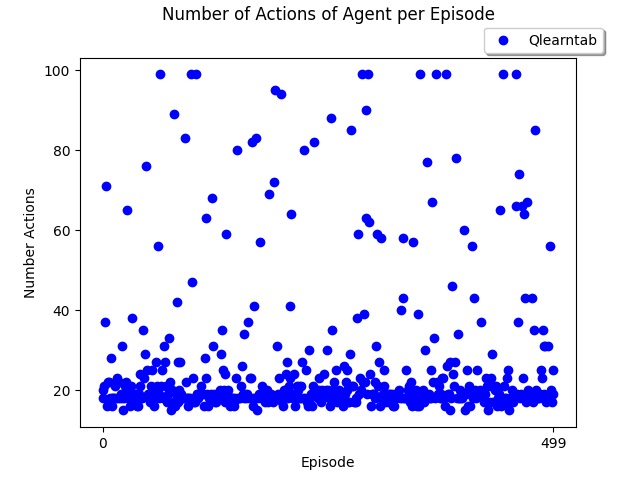 Number of Actions of Agent per Episode
Qlearntab
100
80
60
40
20
Number Actions
0
499
Episode